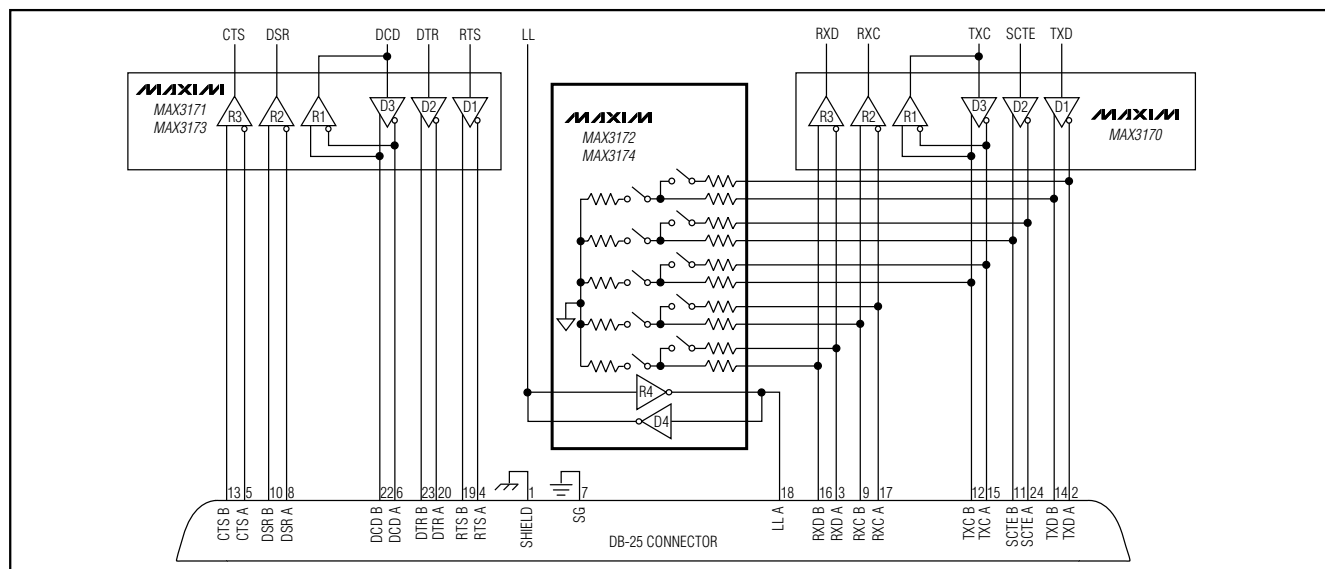 CTS DSR DCD DTR RTS LL RXD RXC TXC SCTE TXD
MAXIM
MAX3171
MAX3173
R3 R2 R1 D3 D2 D1
MAXIM
MAX3172
MAX3174
R3 R2 R1 D3 D2 D1
MAXIM
MAX3170
R4
D4
13 5 10 8 22 6 23 20 19 4 1 7 18 16 3 9 17 12 15 11 24 14 2
CTS B
CTS A
DSR B
DSR A
DCD B
DCD A
DTR B
DTR A
RTS B
RTS A
SHIELD
SG
LL A
RXD B
RXD A
RXC B
RXC A
TXC B
TXC A
SCTE B
SCTE A
TXD B
TXD A
DB-25 CONNECTOR